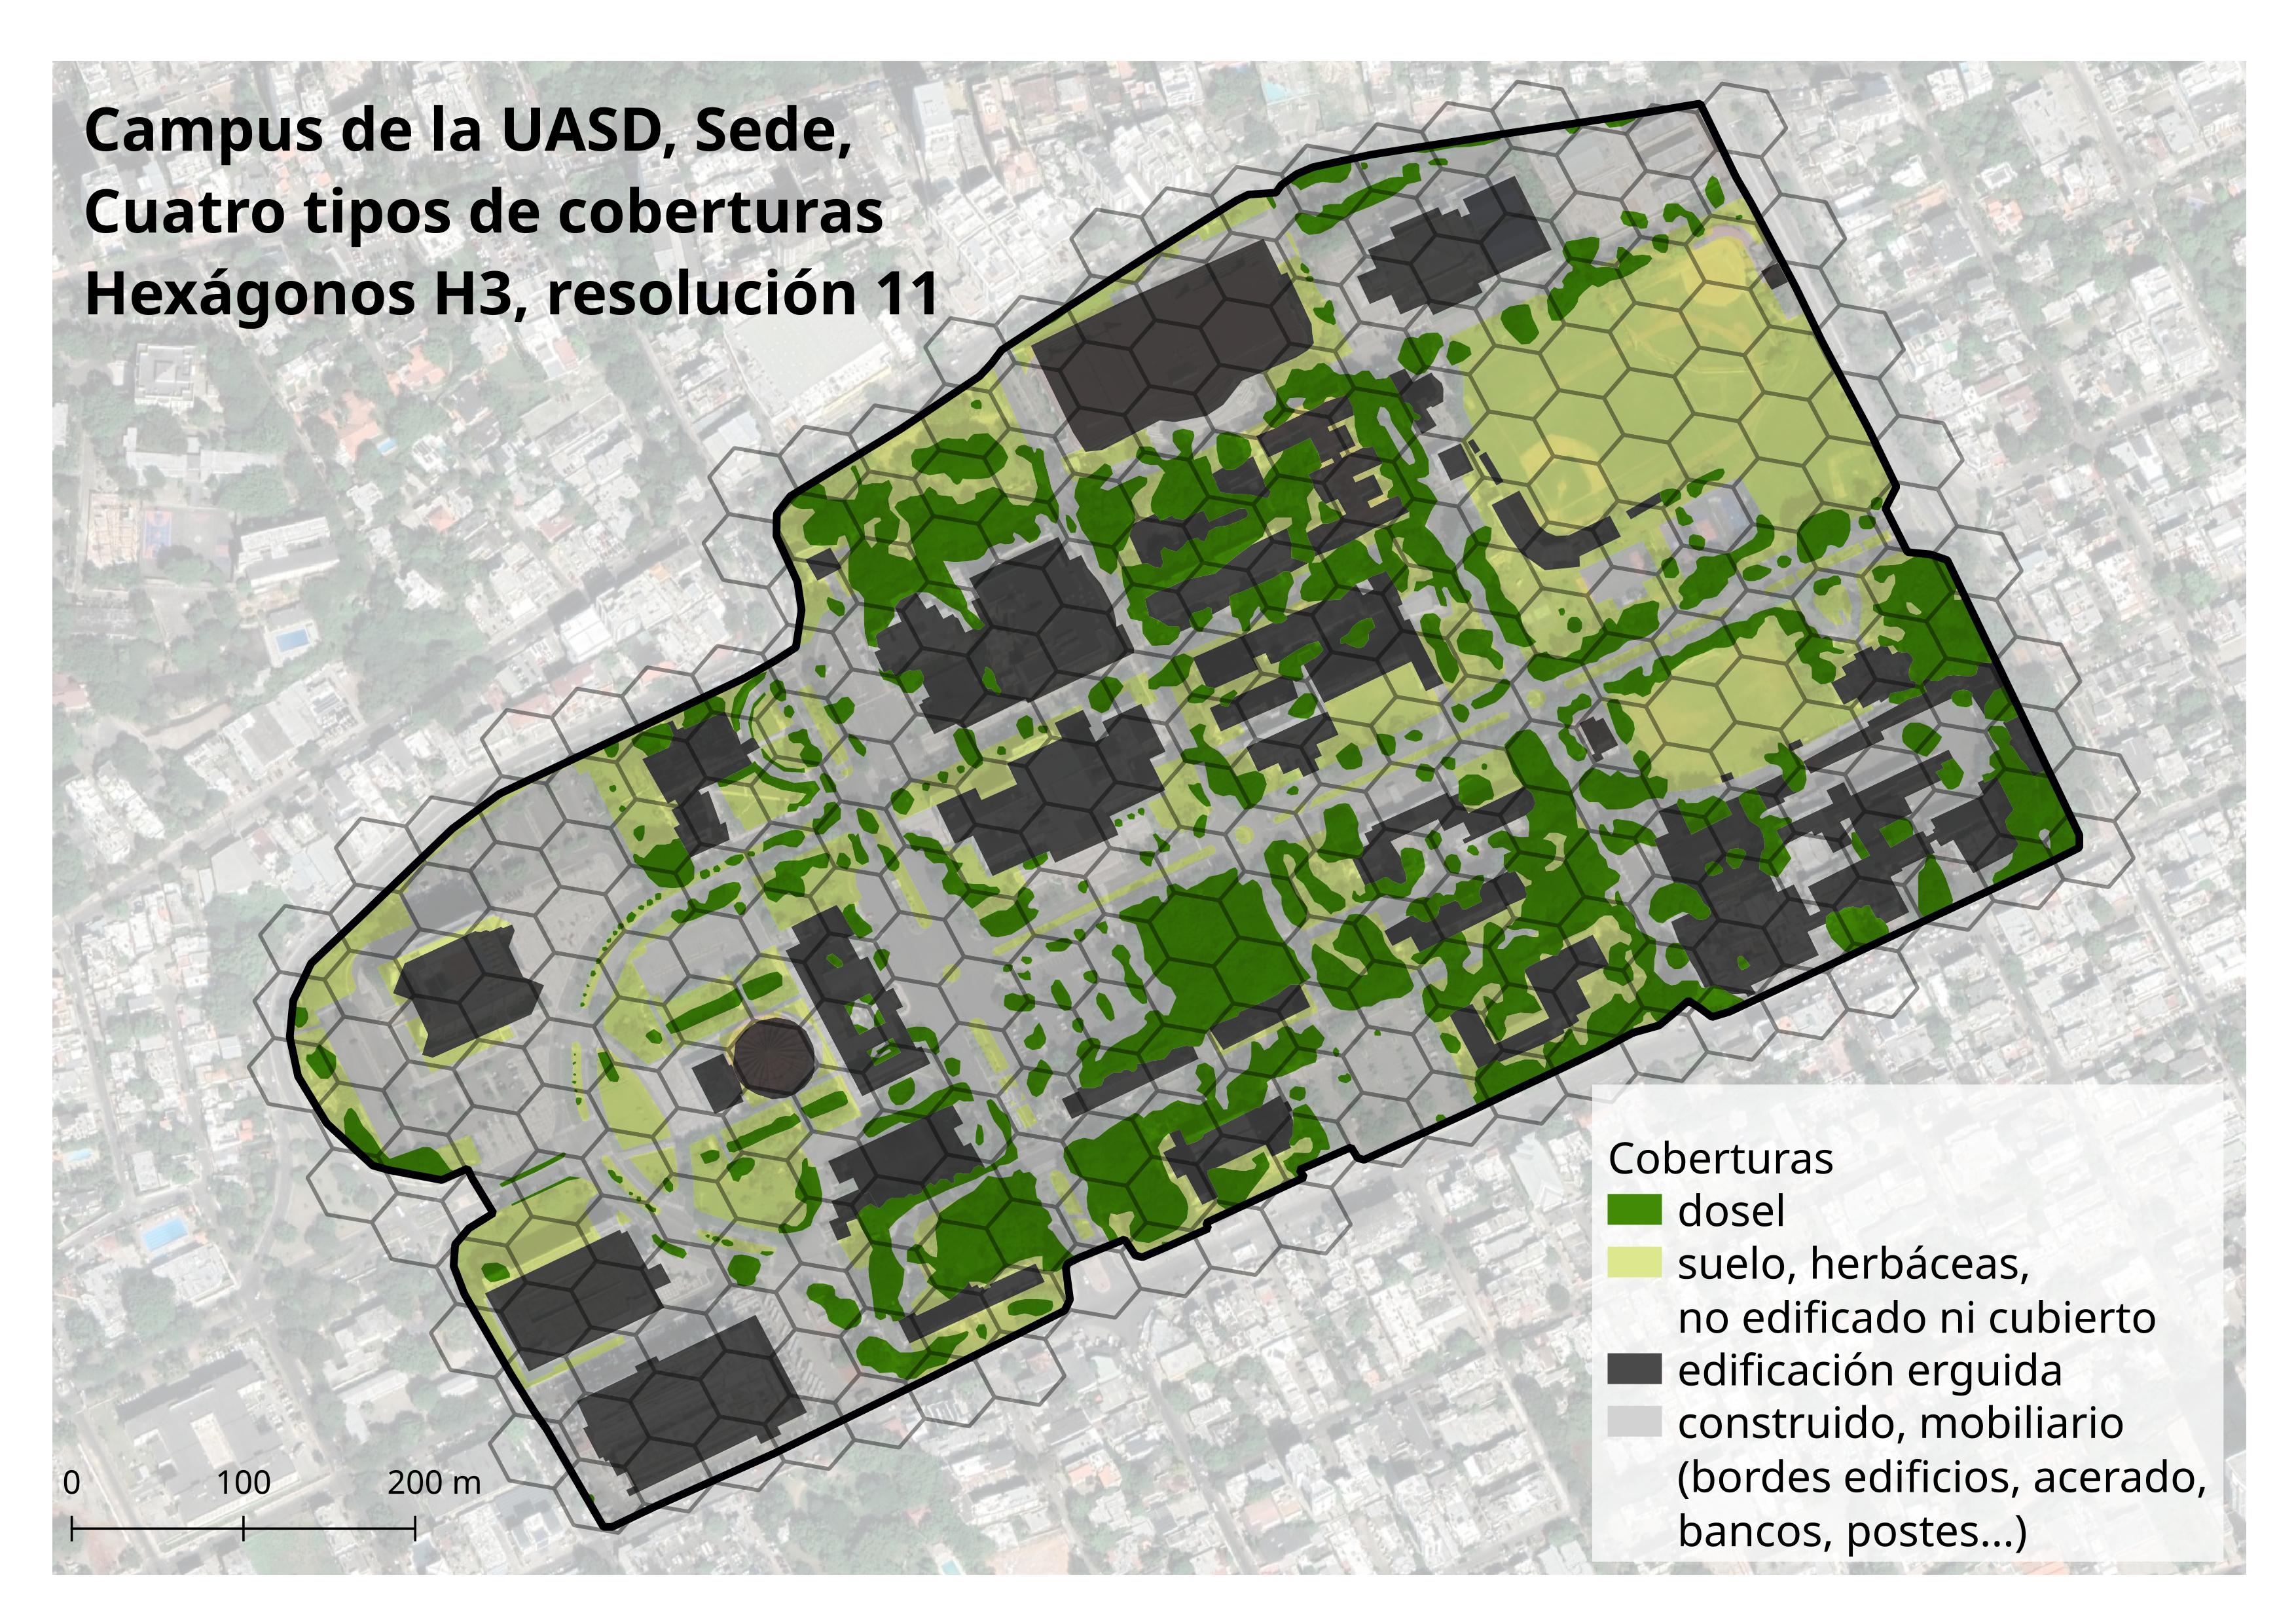 Campus de la UASD, Sede,
Cuatro tipos de coberturas
Hexágonos H3, resolución 11
Coberturas
dosel
suelo, herbáceas,
no edificado ni cubierto
edificación erguida
construido, mobiliario
(bordes edificios, acerado,
bancos, postes...)
0 100 200 m